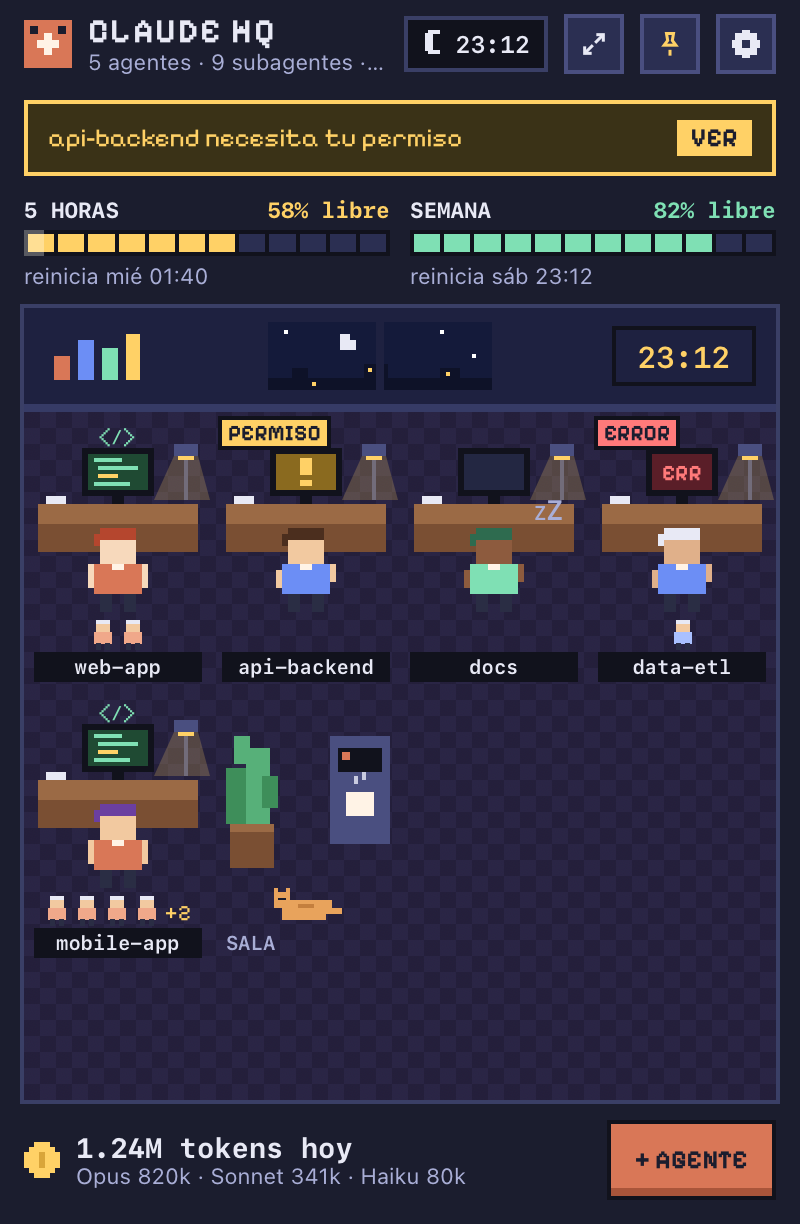 CLAUDE HQ
5 agentes · 9 subagentes ·...
23:12
api-backend necesita tu permiso
VER
5 HORAS
58% libre
SEMANA
82% libre
reinicia mié 01:40
reinicia sáb 23:12
23:12
</>
PERMISO
ERROR
!
ERR
zZ
web-app
api-backend
docs
data-etl
</>
+2
mobile-app
SALA
1.24M tokens hoy
Opus 820k · Sonnet 341k · Haiku 80k
+ AGENTE